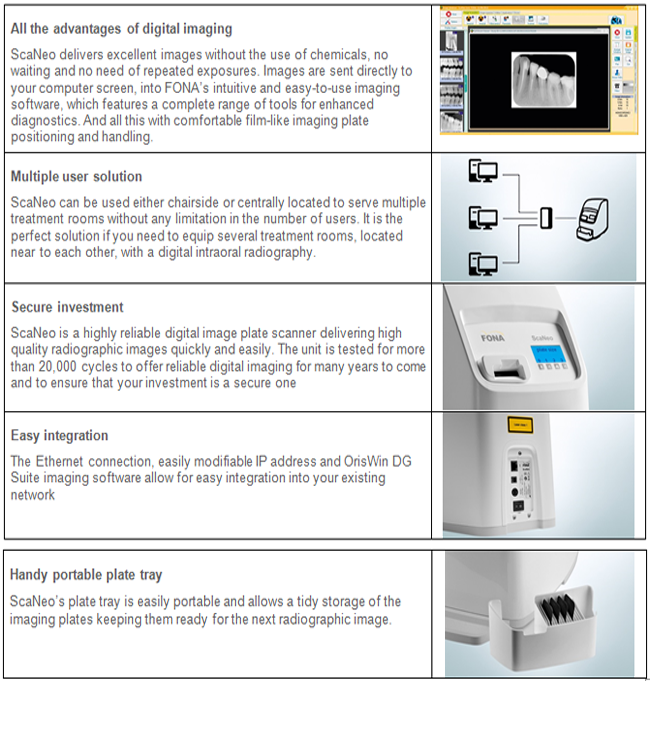 All the advantages of digital imaging
ScaNeo delivers excellent images without the use of chemicals, no
waiting and no need of repeated exposures. Images are sent directly to
your computer screen, into FONA's intuitive and easy-to-use imaging
software, which features a complete range of tools for enhanced
diagnostics. And all this with comfortable film-like imaging plate
positioning and handling.
Multiple user solution
ScaNeo can be used either chairside or centrally located to serve multiple
treatment rooms without any limitation in the number of users. It is the
perfect solution if you need to equip several treatment rooms, located
near to each other, with a digital intraoral radiography.
Secure investment
ScaNeo is a highly reliable digital image plate scanner delivering high
quality radiographic images quickly and easily. The unit is tested for more
than 20,000 cycles to offer reliable digital imaging for many years to come
and to ensure that your investment is a secure one
FONA ScaNeo
Easy integration
The Ethernet connection, easily modifiable IP address and OrisWin DG
Suite imaging software allow for easy integration into your existing
network
Handy portable plate tray
ScaNeo's plate tray is easily portable and allows a tidy storage of the
imaging plates keeping them ready for the next radiographic image.